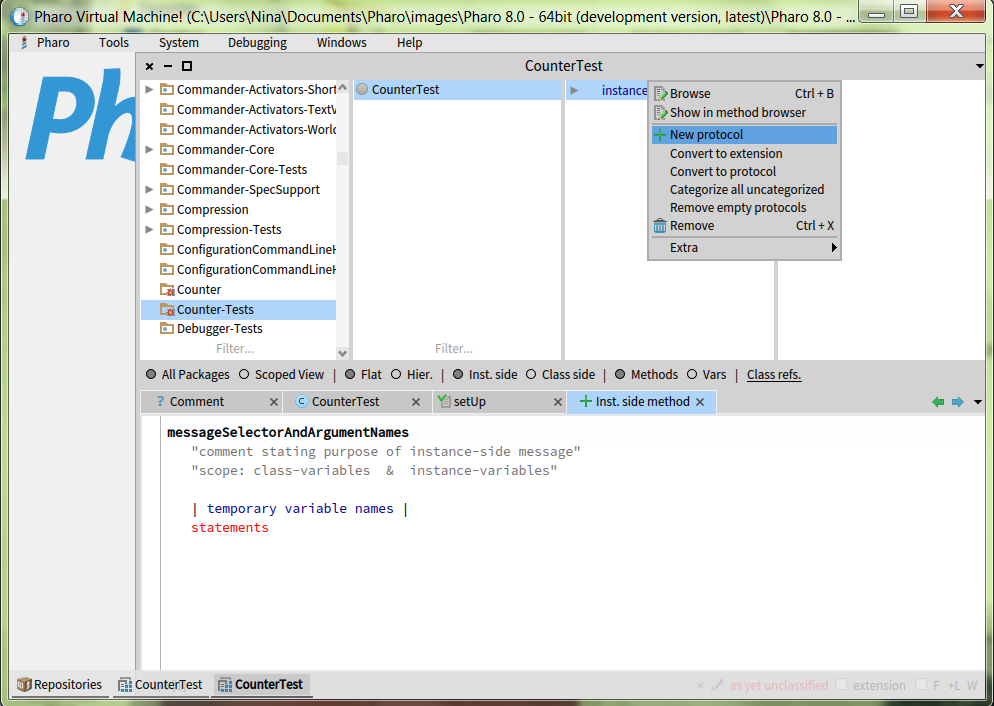 Pharo Virtual Machine! (C:\Users\Nina\Documents\Pharo\images\Pharo 8.0 - 64bit (development version, latest)\Pharo 8.0 - ...
Pharo Tools System Debugging Windows Help
CounterTest
Ph
Commander-Activators-Short
Commander-Activators-TextV
Commander-Activators-World
Commander-Core
Commander-Core-Tests
Commander-SpecSupport
Compression
Compression-Tests
ConfigurationCommandLineH
ConfigurationCommandLineH
Counter
Counter-Tests
Debugger-Tests
Filter...
CounterTest
Filter...
instance
Browse Ctrl + B
Show in method browser
New protocol
Convert to extension
Convert to protocol
Categorize all uncategorized
Remove empty protocols
Remove Ctrl + X
Extra
All Packages Scoped View | Flat Hier. | Inst. side Class side | Methods Vars | Class refs.
? Comment × C CounterTest × setUp × Inst. side method ×
messageSelectorAndArgumentNames
"comment stating purpose of instance-side message"
"scope: class-variables & instance-variables"
| temporary variable names |
statements
Repositories CounterTest CounterTest × as yet unclassified extension F +L W